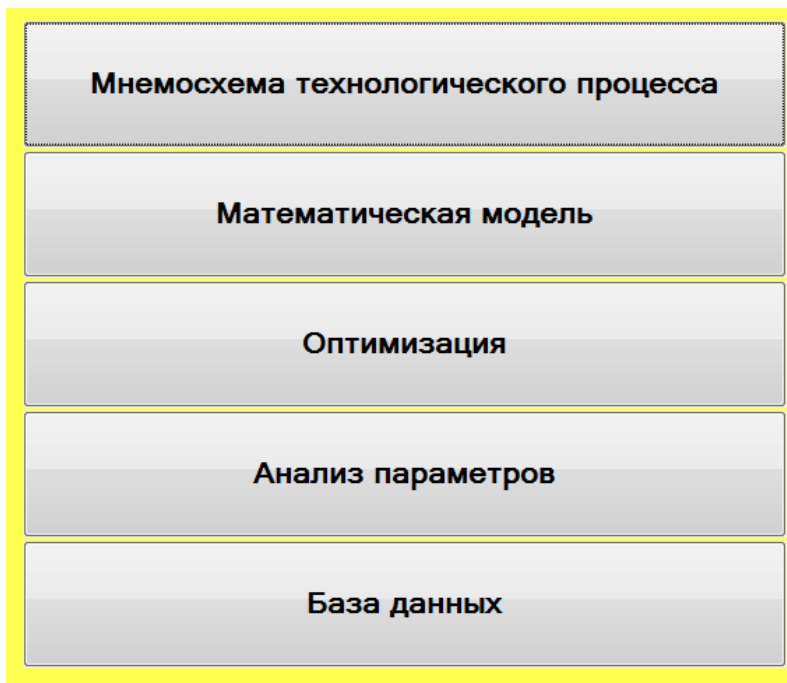 Мнемосхема технологического процесса
Математическая модель
Оптимизация
Анализ параметров
База данных